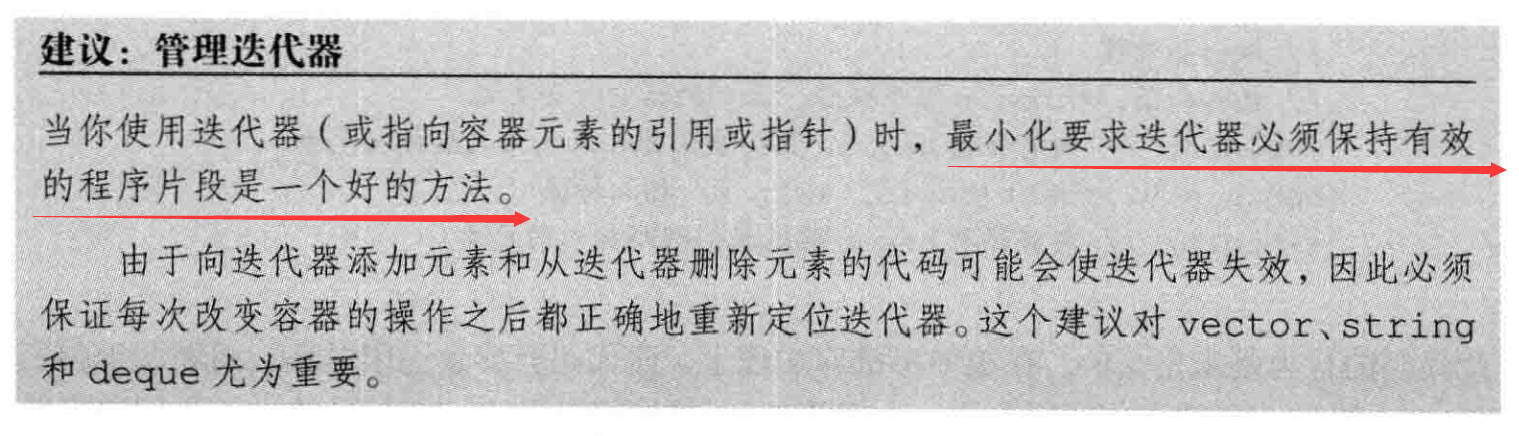 建议：管理迭代器
当你使用迭代器（或指向容器元素的引用或指针）时，最小化要求迭代器必须保持有效
的程序片段是一个好的方法。
由于向迭代器添加元素和从迭代器删除元素的代码可能会使迭代器失效，因此必须
保证每次改变容器的操作之后都正确地重新定位迭代器。这个建议对 vector、string
和 deque 尤为重要。